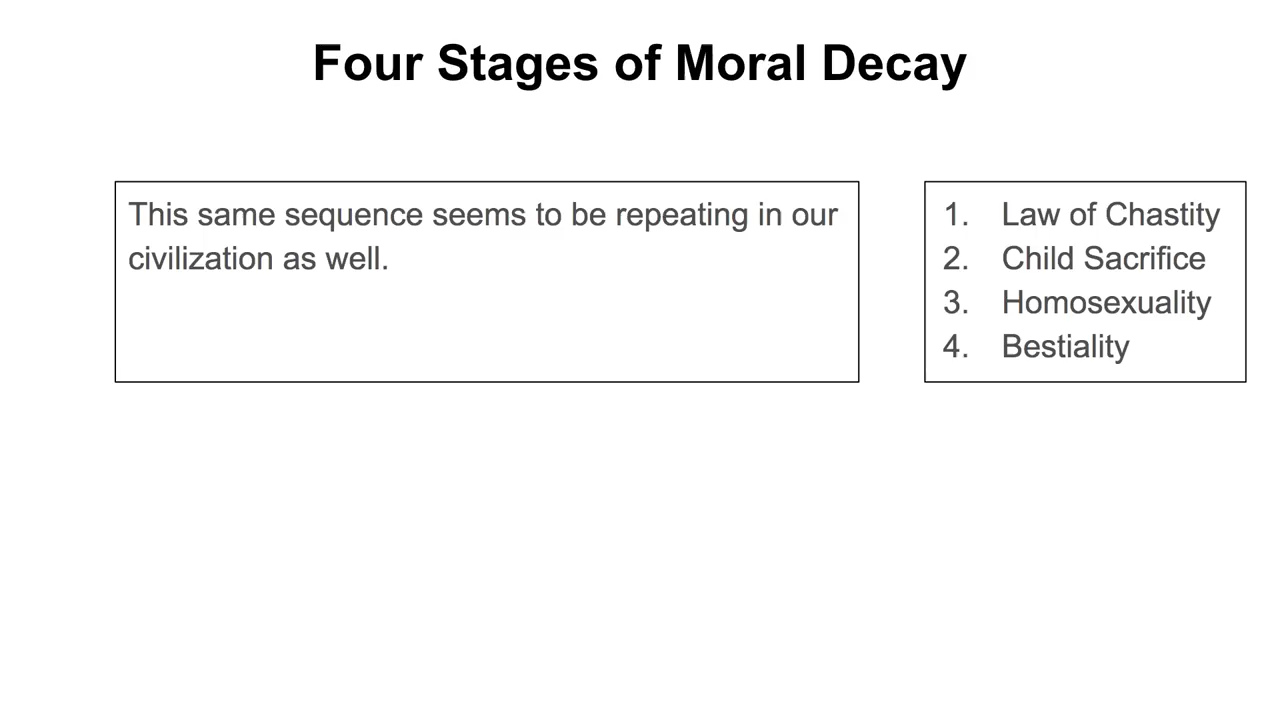 Four Stages of Moral Decay
This same sequence seems to be repeating in our
civilization as well.
1. Law of Chastity
2. Child Sacrifice
3. Homosexuality
4. Bestiality